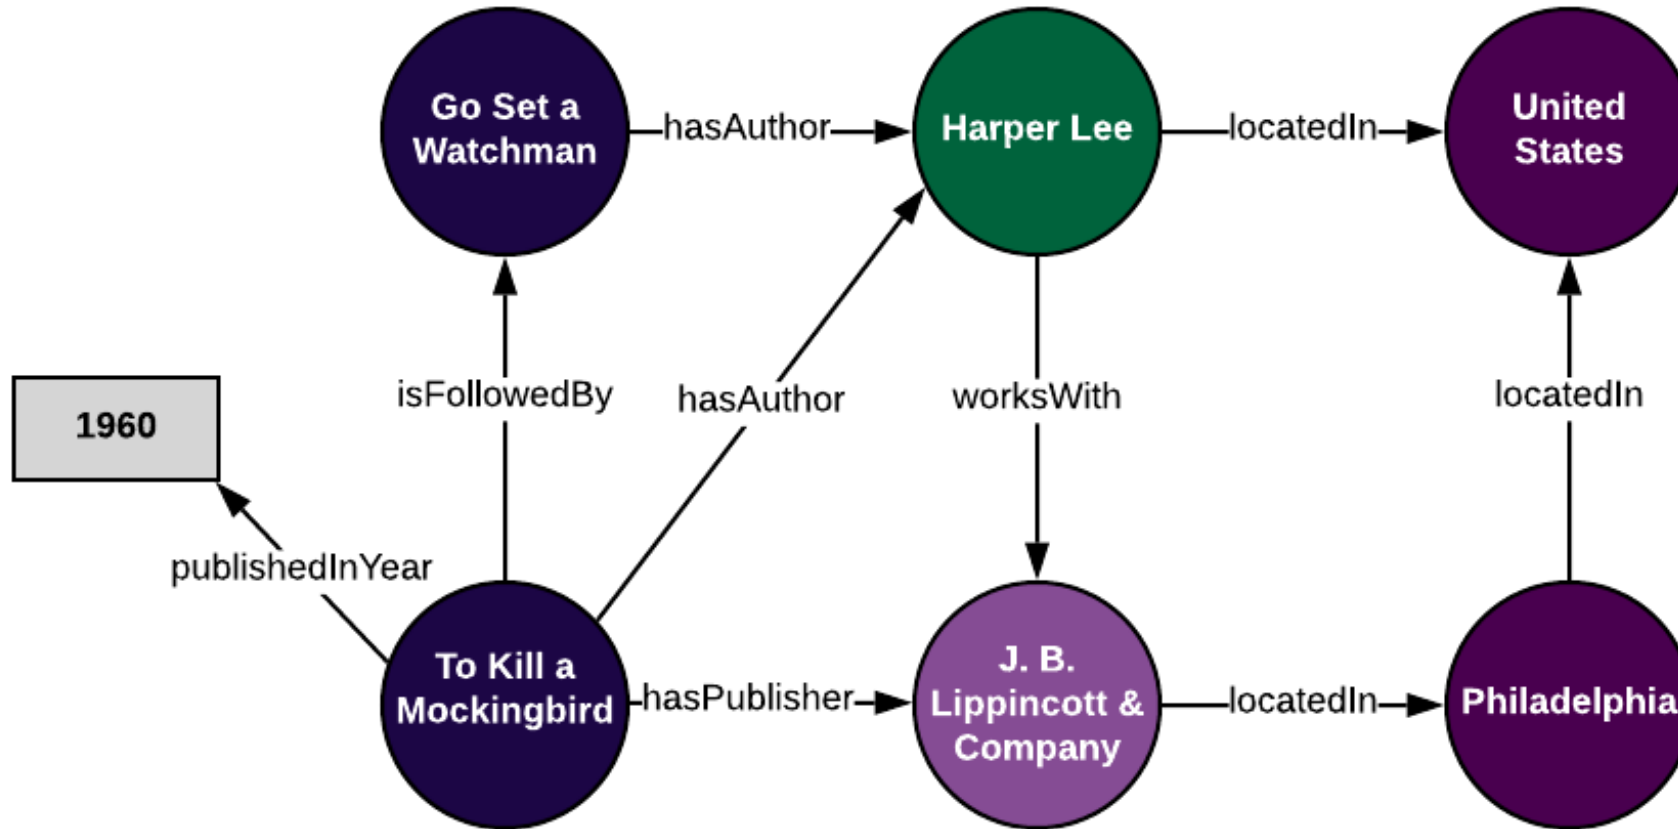 Go Set a
Watchman
hasAuthor
Harper Lee
locatedIn
United
States
isFollowedBy
hasAuthor
worksWith
locatedIn
1960
publishedInYear
To Kill a
Mockingbird
hasPublisher
J. B.
Lippincott &
Company
locatedIn
Philadelphia